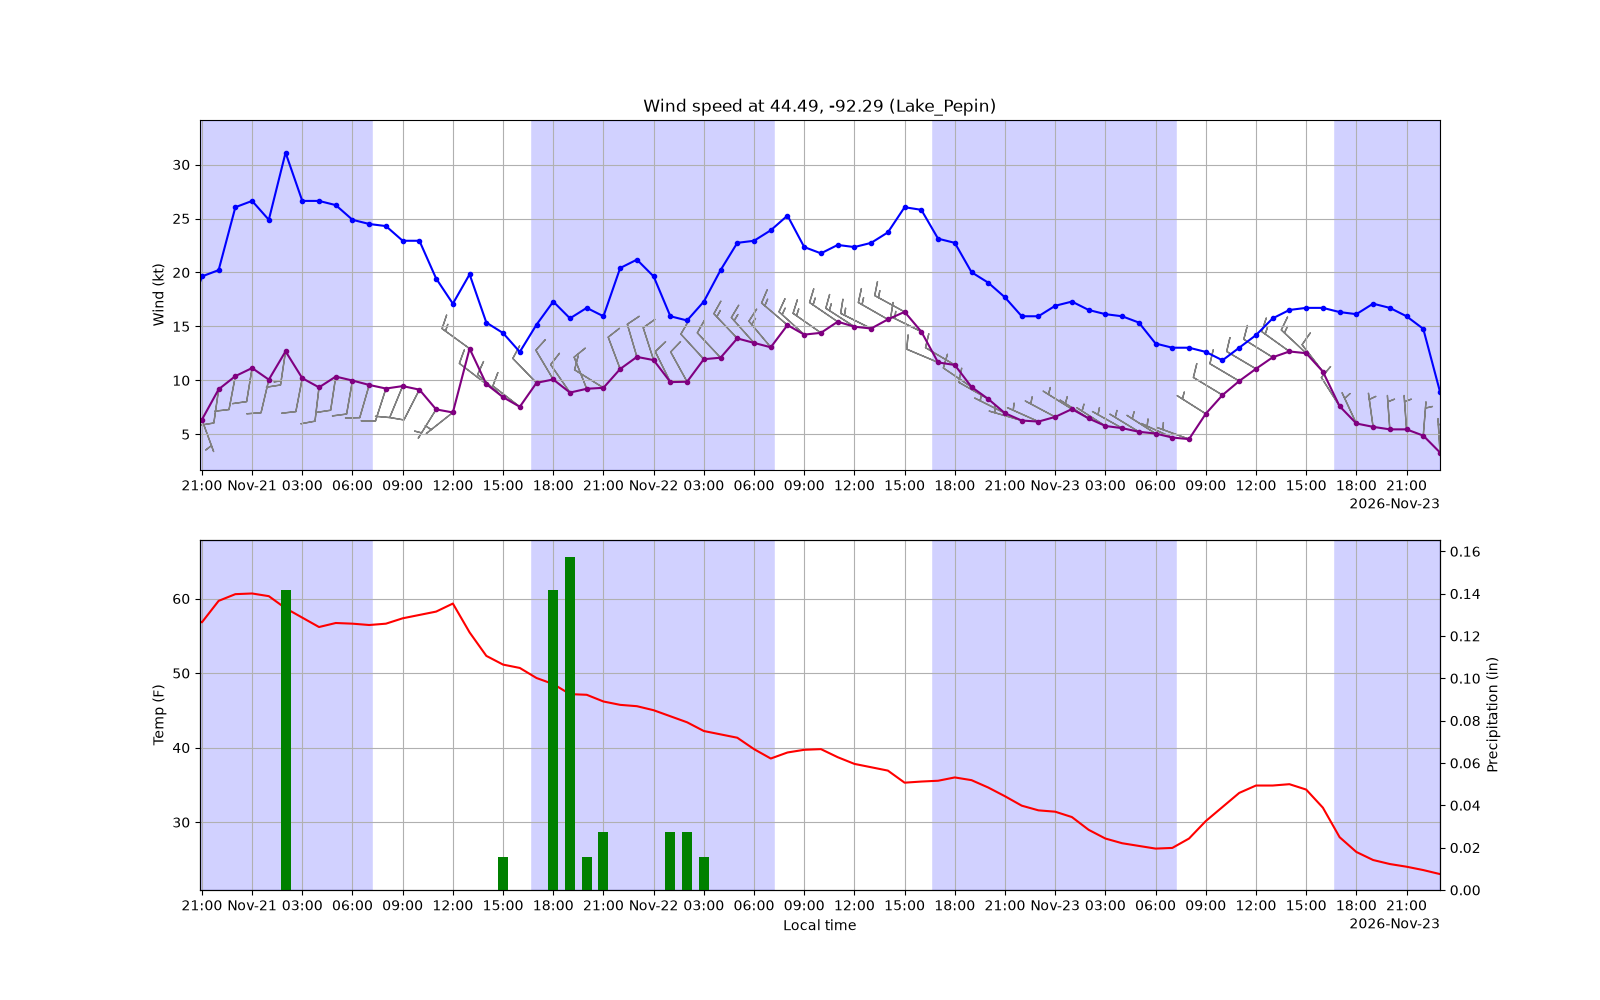 Wind speed at 44.49, -92.29 (Lake_Pepin)
30
25
20
15
10
5
Wind (kt)
21:00 Nov-21 03:00 06:00 09:00 12:00 15:00 18:00 21:00 Nov-22 03:00 06:00 09:00 12:00 15:00 18:00 21:00 Nov-23 03:00 06:00 09:00 12:00 15:00 18:00 21:00
2026-Nov-23
60
50
40
30
Temp (F)
0.16
0.14
0.12
0.10
0.08
0.06
0.04
0.02
0.00
Precipitation (in)
21:00 Nov-21 03:00 06:00 09:00 12:00 15:00 18:00 21:00 Nov-22 03:00 06:00 09:00 12:00 15:00 18:00 21:00 Nov-23 03:00 06:00 09:00 12:00 15:00 18:00 21:00
2026-Nov-23
Local time